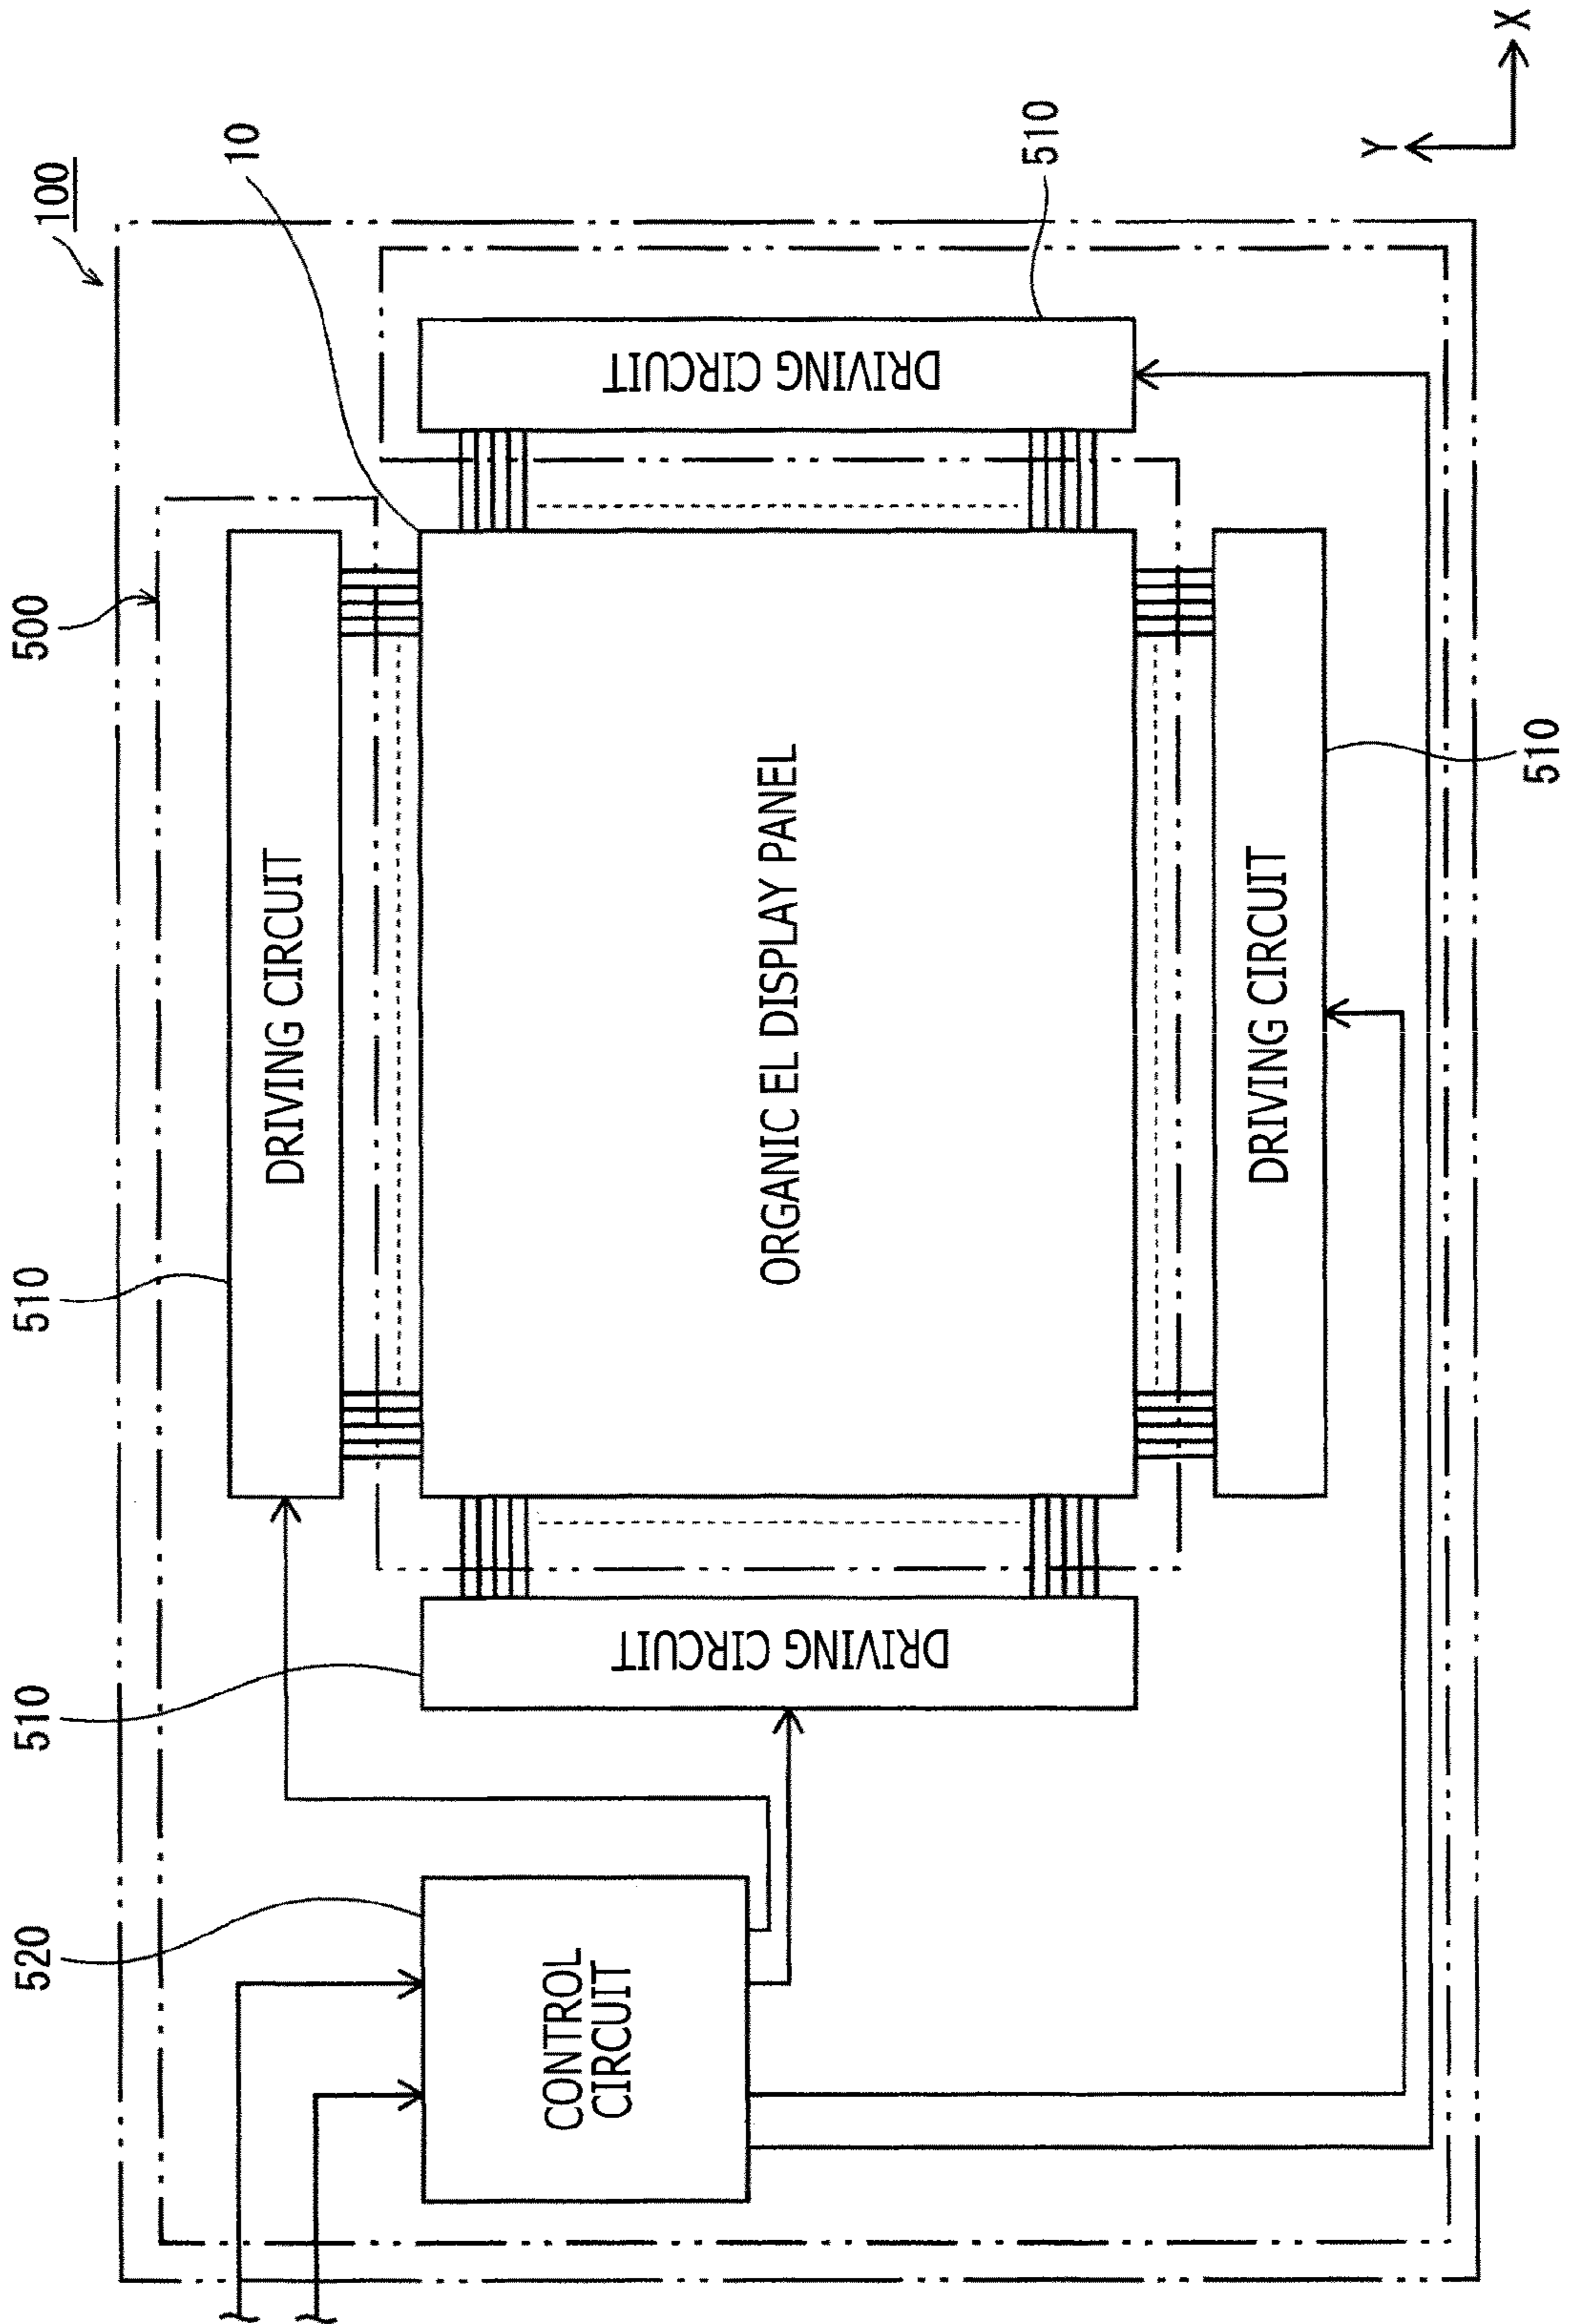 100
500
10
510
510
DRIVING CIRCUIT
510
DRIVING CIRCUIT
ORGANIC EL DISPLAY PANEL
DRIVING CIRCUIT
520
CONTROL
CIRCUIT
DRIVING CIRCUIT
510
Y
X